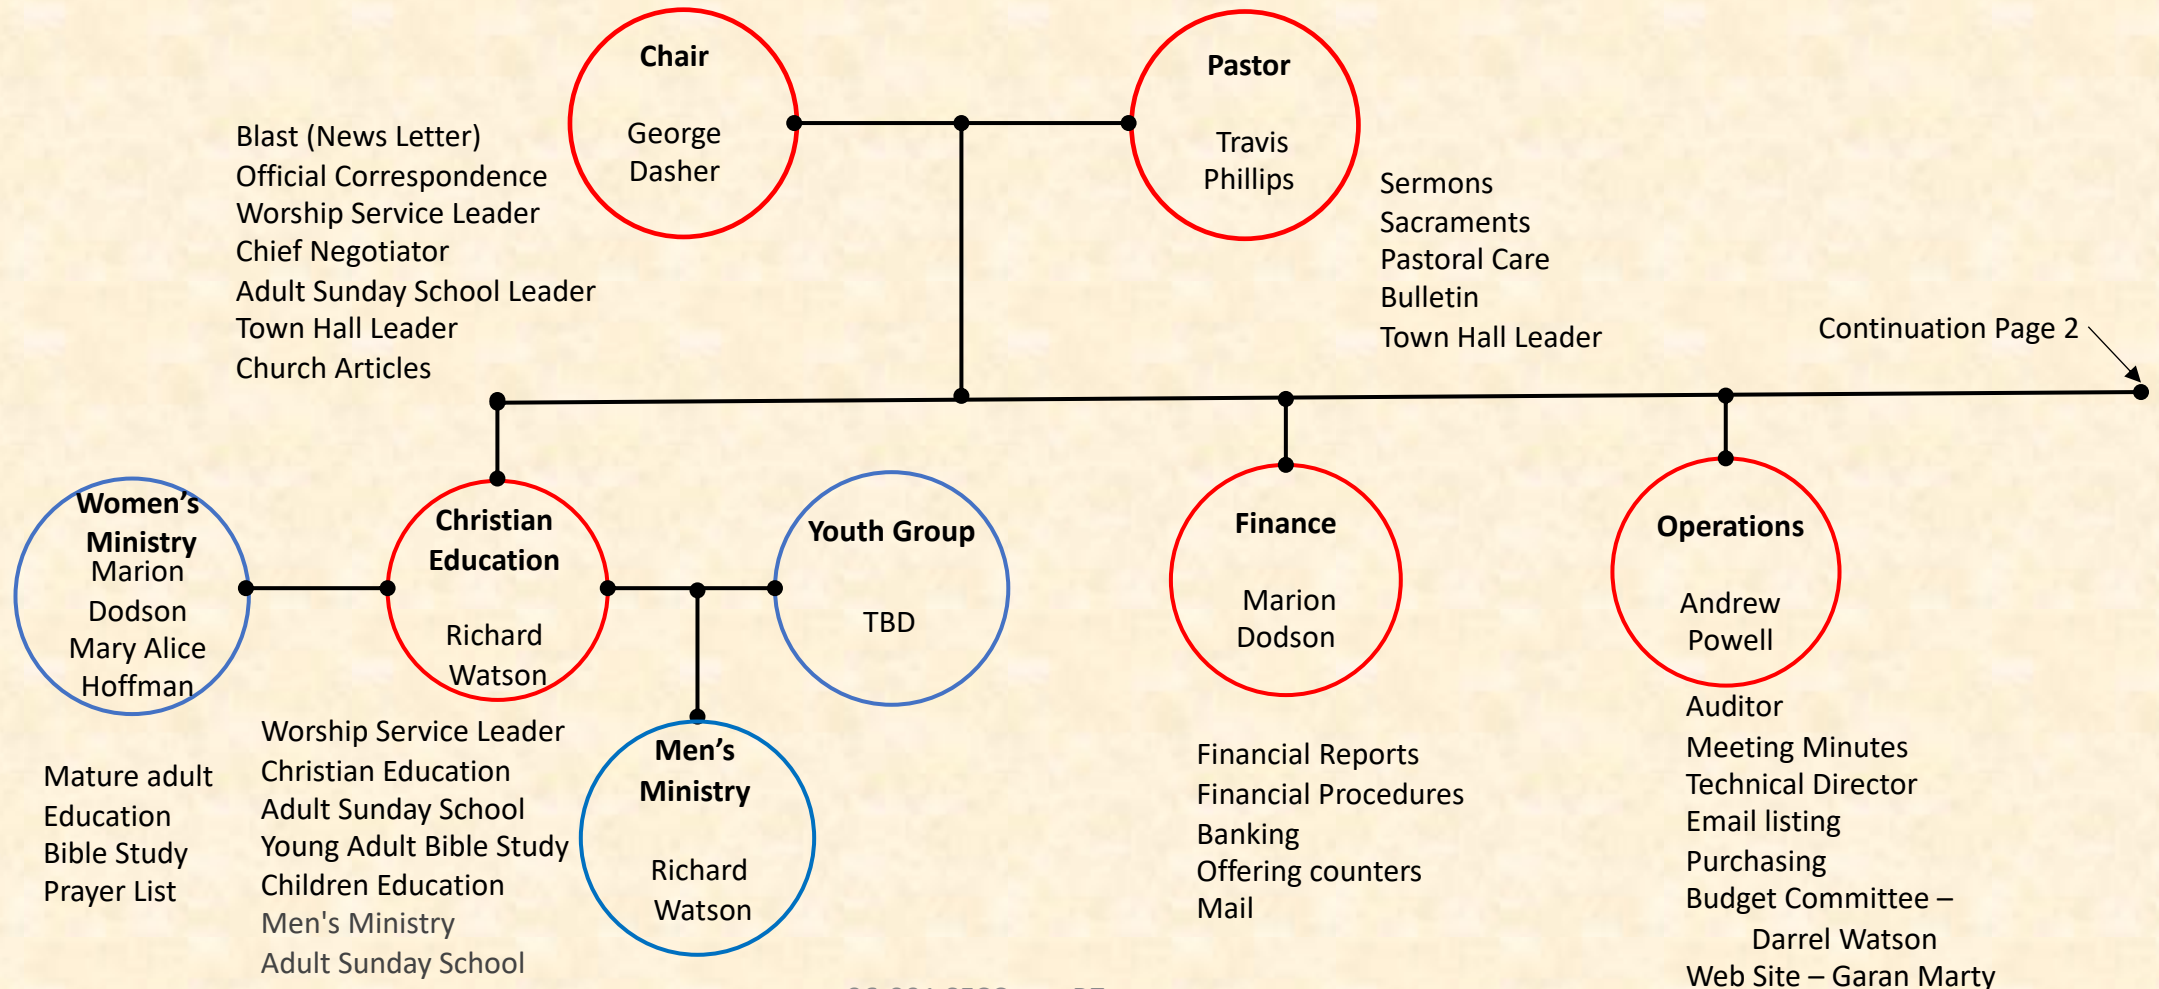 Chair
George
Dasher
Pastor
Travis
Phillips
Blast (News Letter)
Official Correspondence
Worship Service Leader
Chief Negotiator
Adult Sunday School Leader
Town Hall Leader
Church Articles
Sermons
Sacraments
Pastoral Care
Bulletin
Town Hall Leader
Continuation Page 2
Women’s
Ministry
Marion
Dodson
Mary Alice
Hoffman
Christian
Education
Richard
Watson
Youth Group
TBD
Finance
Marion
Dodson
Operations
Andrew
Powell
Mature adult
Education
Bible Study
Prayer List
Worship Service Leader
Christian Education
Adult Sunday School
Young Adult Bible Study
Children Education
Men's Ministry
Adult Sunday School
Men’s
Ministry
Richard
Watson
Financial Reports
Financial Procedures
Banking
Offering counters
Mail
Auditor
Meeting Minutes
Technical Director
Email listing
Purchasing
Budget Committee –
Darrel Watson
Web Site – Garan Marty